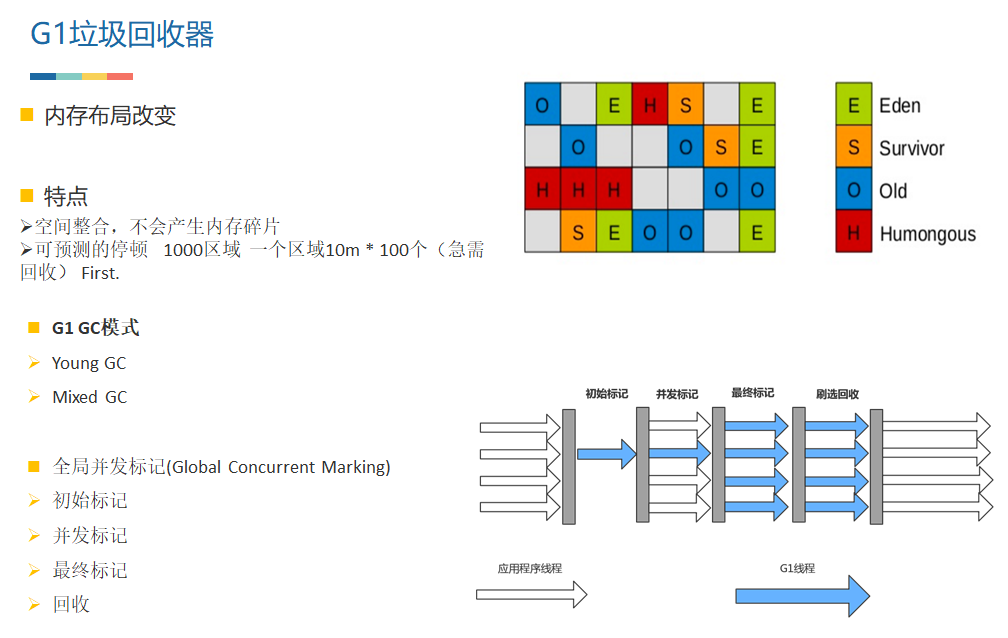 G1垃圾回收器
内存布局改变
特点
空间整合，不会产生内存碎片
可预测的停顿 1000区域 一个区域10m * 100个（急需
回收） First.
G1 GC模式
Young GC
Mixed GC
全局并发标记(Global Concurrent Marking)
初始标记
并发标记
最终标记
回收
O E H S E
O O S E
H H H O O
S E O O E
E Eden
S Survivor
O Old
H Humongous
初始标记 并发标记 最终标记 刷选回收
应用程序线程 G1线程